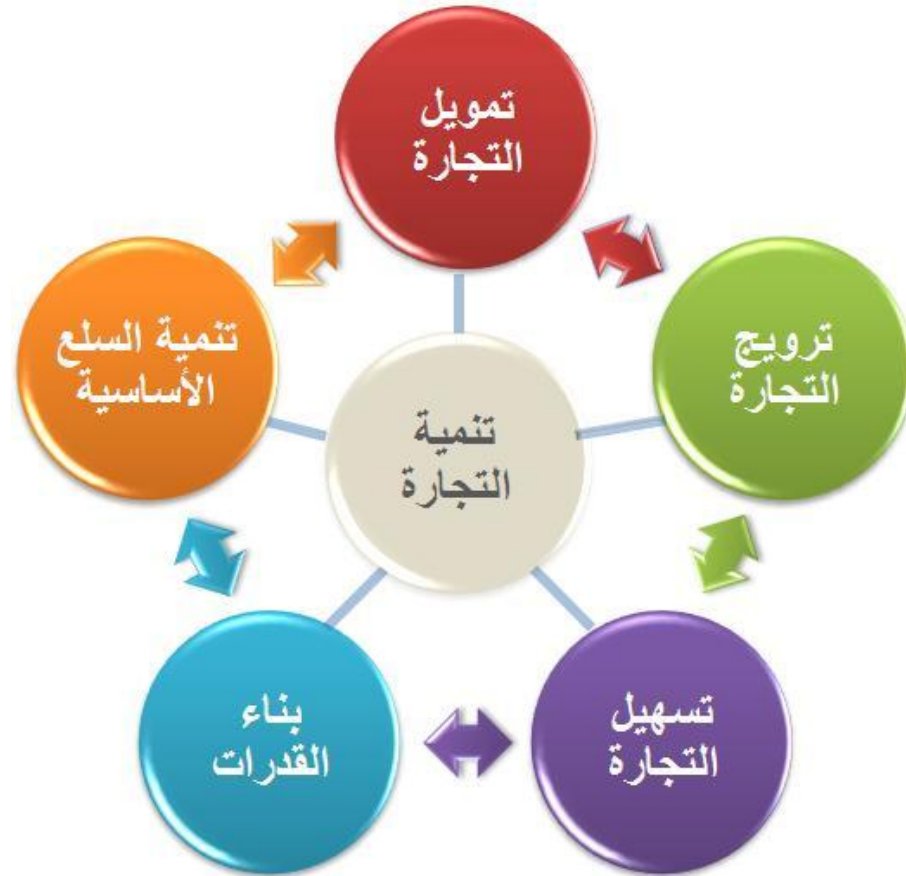 تمويل
التجارة
ترويج
التجارة
تنمية السلع
الأساسية
تنمية
التجارة
تسهيل
التجارة
بناء
القدرات